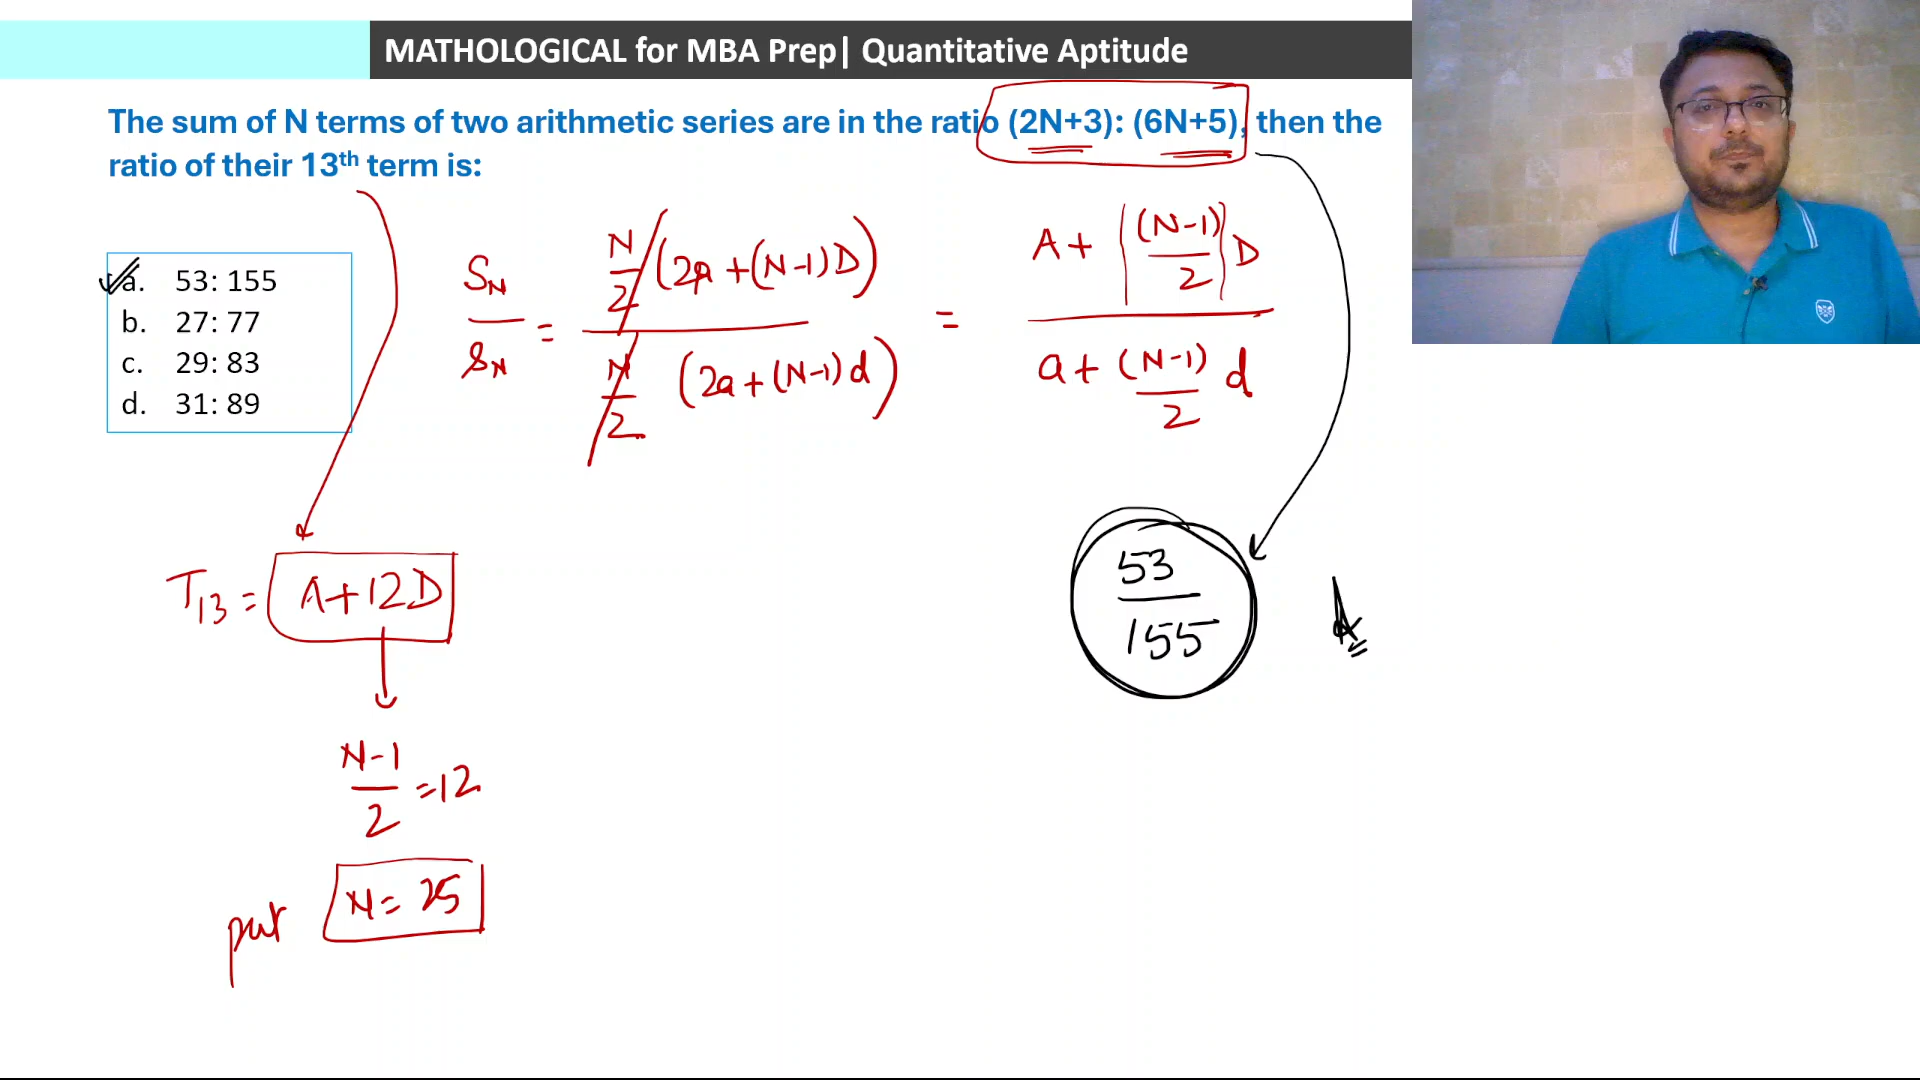 MATHOLOGICAL for MBA Prep| Quantitative Aptitude
The sum of N terms of two arithmetic series are in the ratio (2N+3): (6N+5), then the
ratio of their 13th term is:
a. 53: 155
b. 27: 77
c. 29: 83
d. 31: 89
S_N / S_N = N/2 (2a + (N-1) D) / N/2 (2a + (N-1) d) = A + (N-1)/2 D / a + (N-1)/2 d
T13 = A+12D
53/155
A
N-1/2 = 12
put N = 25